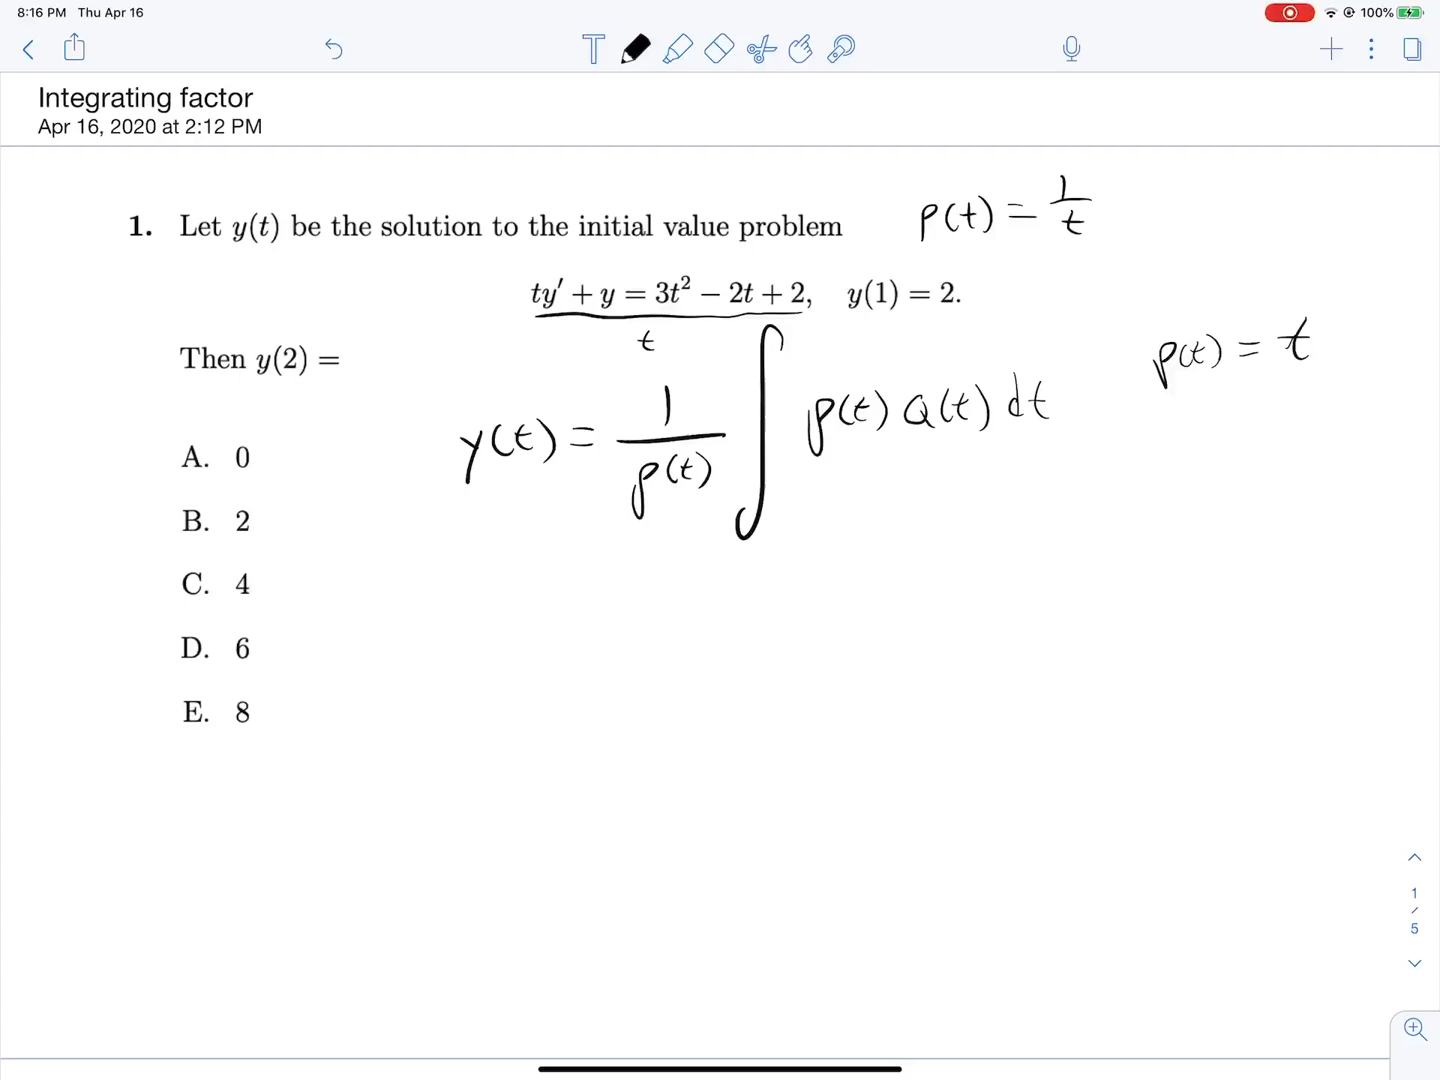 8:16 PM Thu Apr 16
100%
Integrating factor
Apr 16, 2020 at 2:12 PM
1. Let y(t) be the solution to the initial value problem
p(t) = 1/t
ty′ + y = 3t² − 2t + 2, y(1) = 2.
t
Then y(2) =
ρ(t) = t
y(t) = 1/ρ(t) ∫ ρ(t) Q(t) dt
A. 0
B. 2
C. 4
D. 6
E. 8
1
/
5